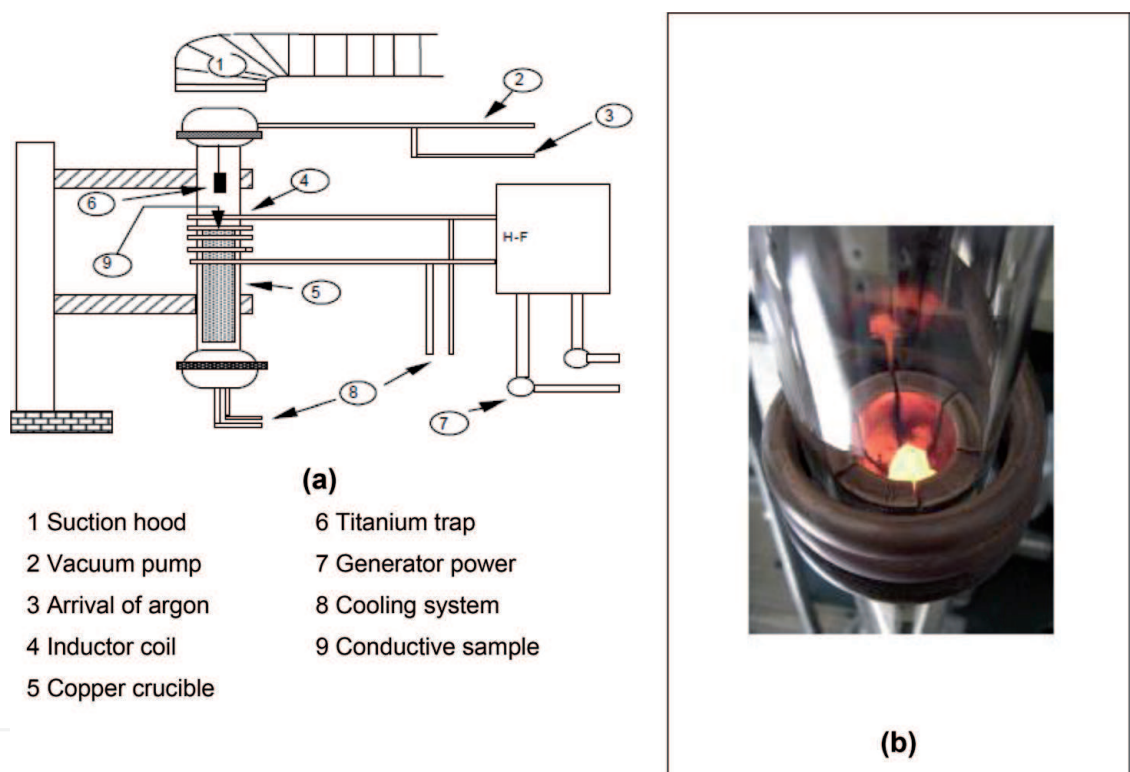 1
2
3
4
6
H-F
9
5
8
7
(a)
1 Suction hood
2 Vacuum pump
3 Arrival of argon
4 Inductor coil
5 Copper crucible
6 Titanium trap
7 Generator power
8 Cooling system
9 Conductive sample
(b)